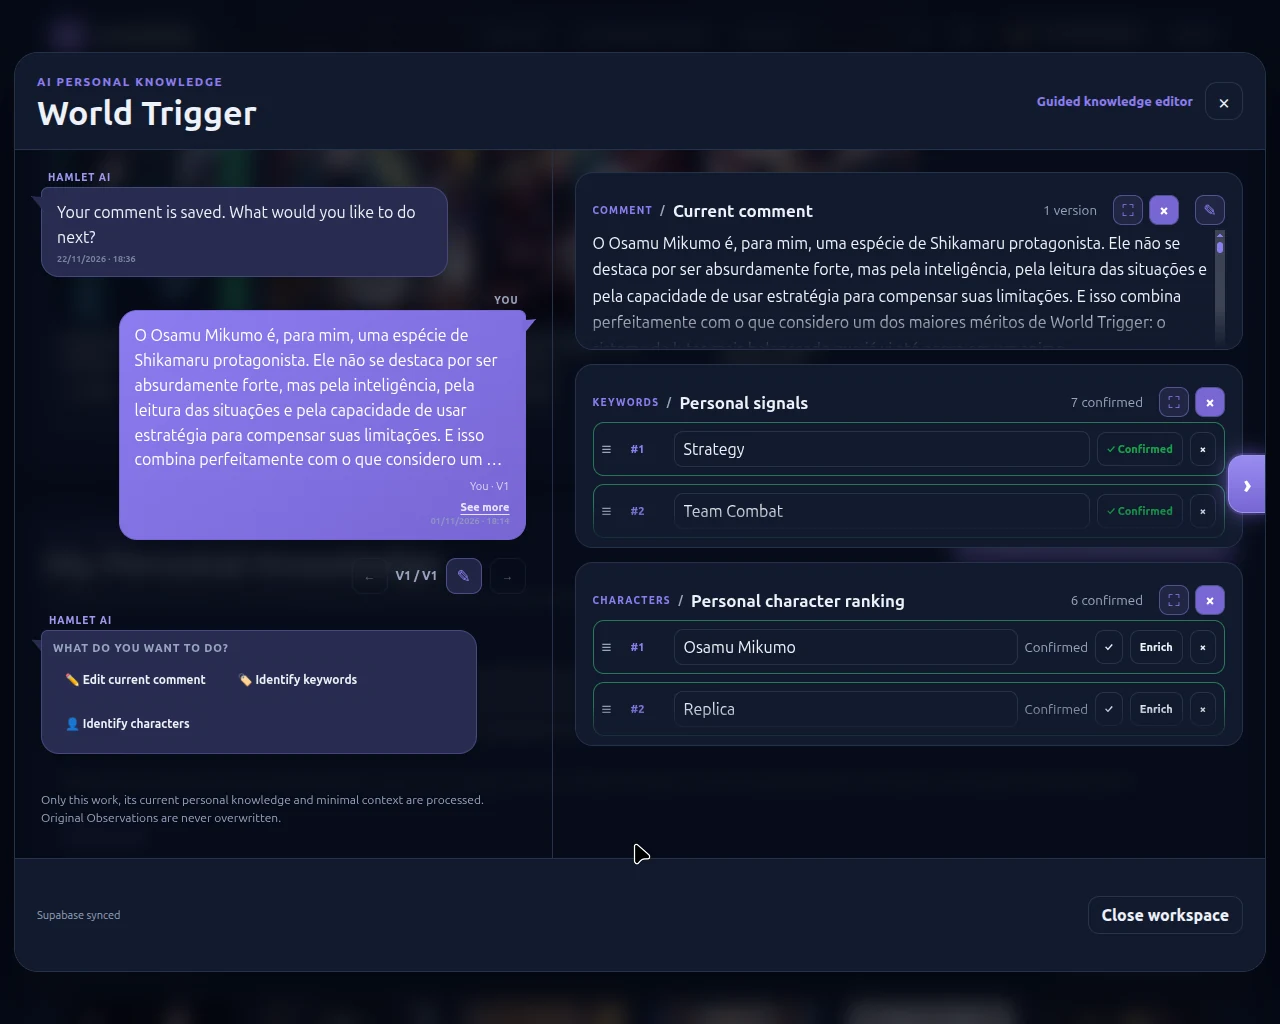 AI PERSONAL KNOWLEDGE
World Trigger
Guided knowledge editor
×
HAMLET AI
Your comment is saved. What would you like to do
next?
22/11/2026 · 18:36
YOU
O Osamu Mikumo é, para mim, uma espécie de
Shikamaru protagonista. Ele não se destaca por ser
absurdamente forte, mas pela inteligência, pela
leitura das situações e pela capacidade de usar
estratégia para compensar suas limitações. E isso
combina perfeitamente com o que considero um ...
You · V1
See more
01/11/2026 · 18:14
← V1 / V1 ✎ →
HAMLET AI
WHAT DO YOU WANT TO DO?
✏️ Edit current comment 🏷️ Identify keywords
👤 Identify characters
Only this work, its current personal knowledge and minimal context are processed.
Original Observations are never overwritten.
COMMENT / Current comment 1 version ⛶ × ✎
O Osamu Mikumo é, para mim, uma espécie de Shikamaru protagonista. Ele não se
destaca por ser absurdamente forte, mas pela inteligência, pela leitura das situações e
pela capacidade de usar estratégia para compensar suas limitações. E isso combina
perfeitamente com o que considero um dos maiores méritos de World Trigger: o
KEYWORDS / Personal signals 7 confirmed ⛶ ×
≡ #1 Strategy ✓ Confirmed ×
≡ #2 Team Combat ✓ Confirmed ×
›
CHARACTERS / Personal character ranking 6 confirmed ⛶ ×
≡ #1 Osamu Mikumo Confirmed ✓ Enrich ×
≡ #2 Replica Confirmed ✓ Enrich ×
Supabase synced
Close workspace